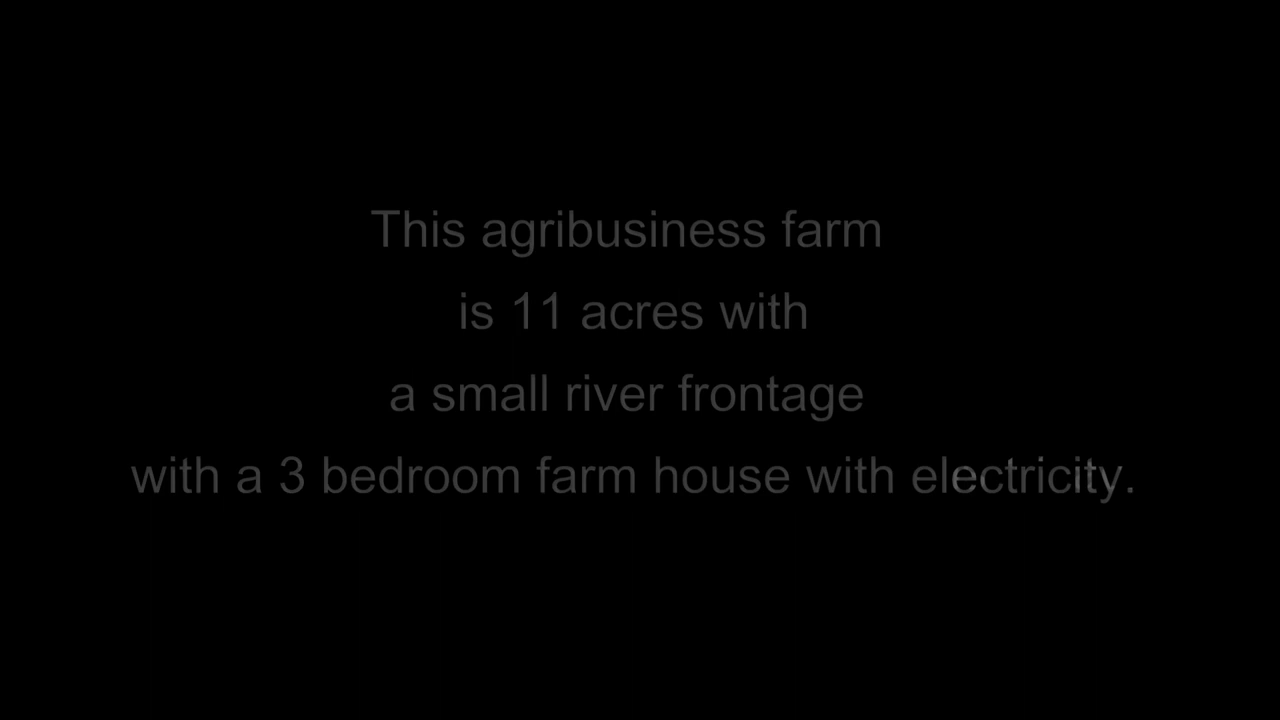 This agribusiness farm
is 11 acres with
a small river frontage
with a 3 bedroom farm house with electricity.